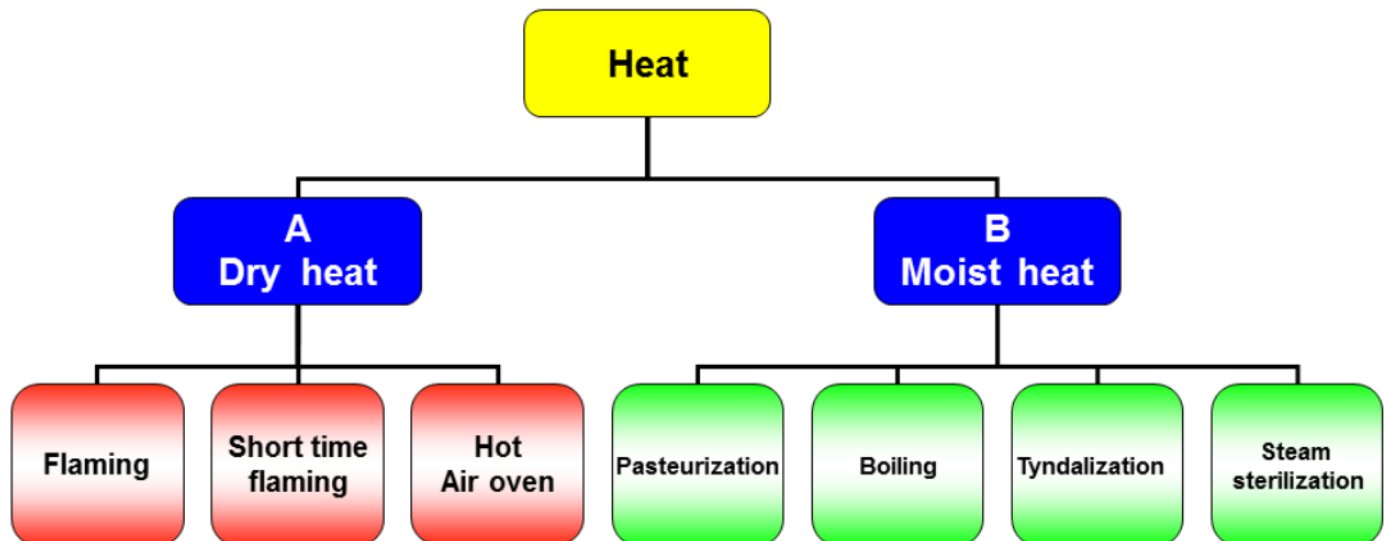 Heat
A
Dry heat
B
Moist heat
Flaming
Short time
flaming
Hot
Air oven
Pasteurization
Boiling
Tyndalization
Steam
sterilization